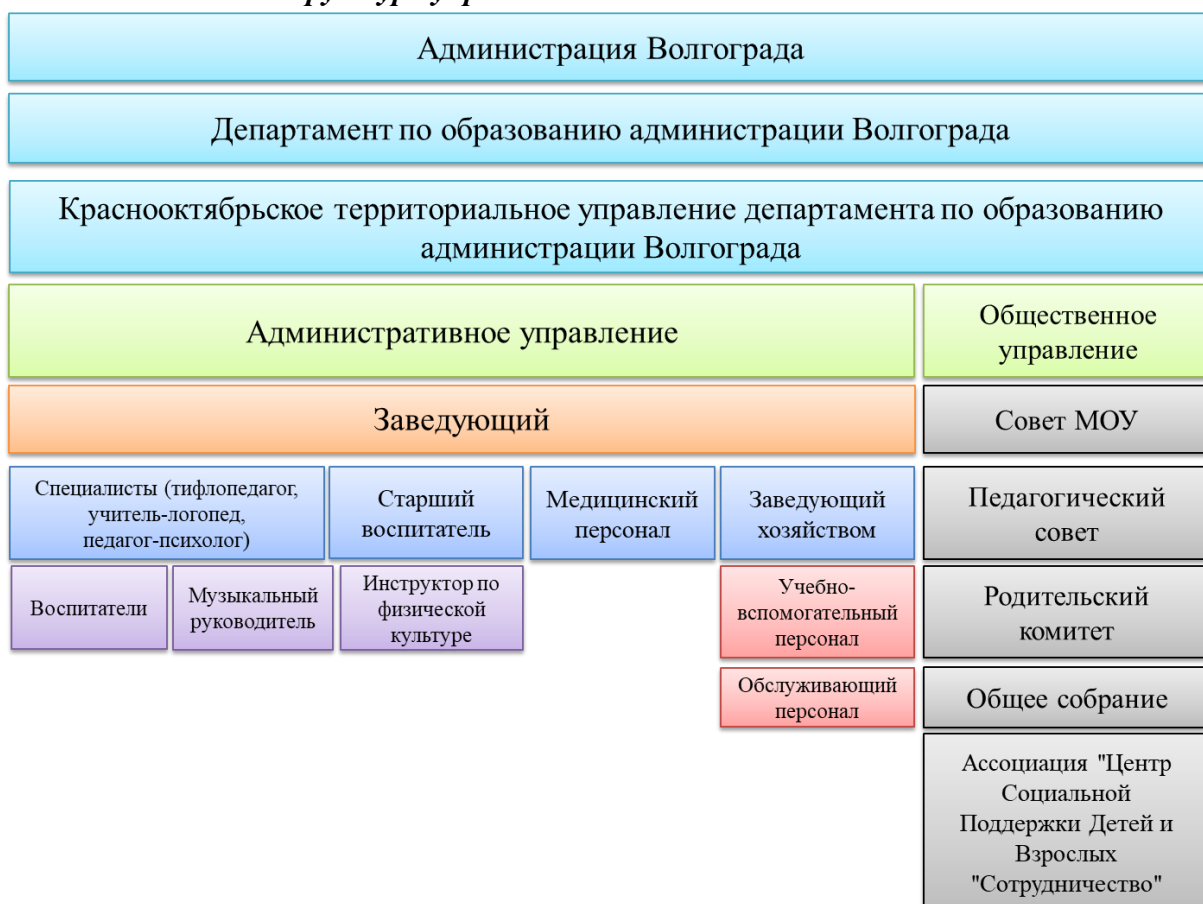 Администрация Волгограда
Департамент по образованию администрации Волгограда
Краснооктябрьское территориальное управление департамента по образованию
администрации Волгограда
Административное управление
Общественное
управление
Заведующий
Совет МОУ
Специалисты (тифлопедагог,
учитель-логопед,
педагог-психолог)
Старший
воспитатель
Медицинский
персонал
Заведующий
хозяйством
Педагогический
совет
Воспитатели
Музыкальный
руководитель
Инструктор по
физической
культуре
Учебно-
вспомогательный
персонал
Родительский
комитет
Обслуживающий
персонал
Общее собрание
Ассоциация "Центр
Социальной
Поддержки Детей и
Взрослых
"Сотрудничество"